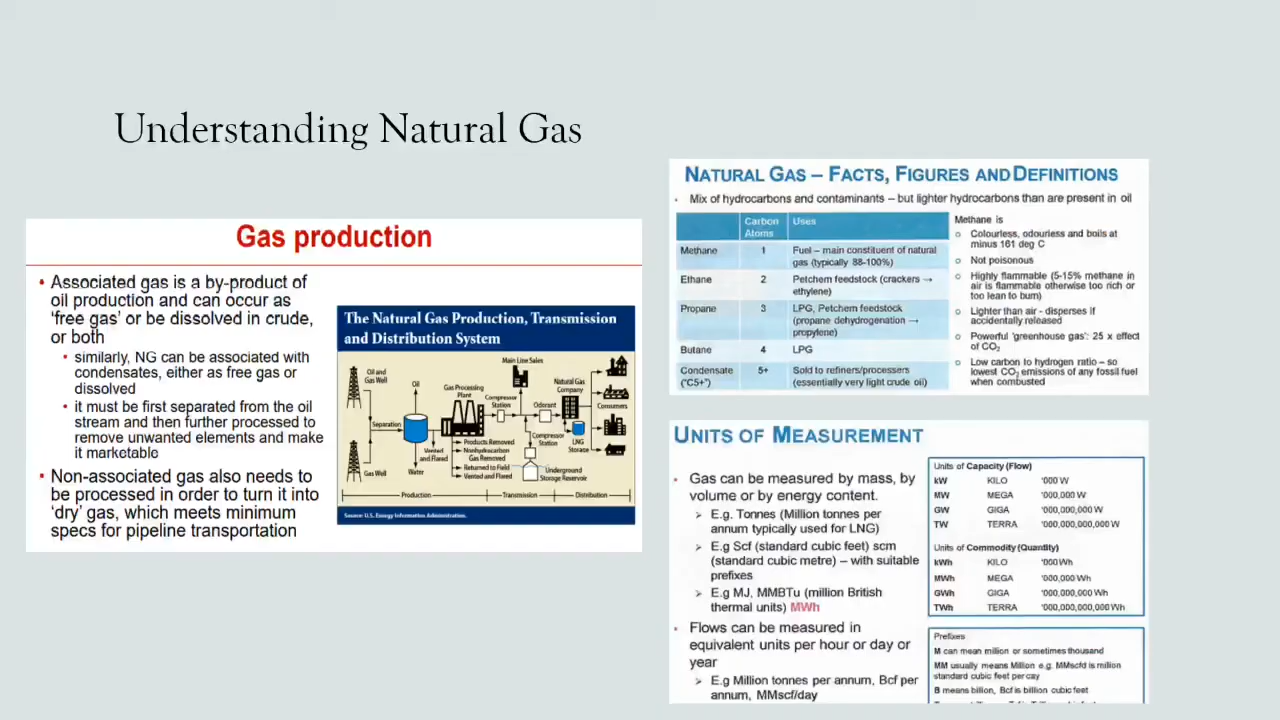 Understanding Natural Gas
Gas production
• Associated gas is a by-product of
oil production and can occur as
‘free gas’ or be dissolved in crude,
or both
• similarly, NG can be associated with
condensates, either as free gas or
dissolved
• it must be first separated from the oil
stream and then further processed to
remove unwanted elements and make
it marketable
• Non-associated gas also needs to
be processed in order to turn it into
‘dry’ gas, which meets minimum
specs for pipeline transportation
The Natural Gas Production, Transmission
and Distribution System
Oil and
Gas Well
Oil
Separation
Gas Well
Water
Vented
and Flared
Gas Processing
Plant
Products Removed
Nonhydrocarbon
Gas Removed
Returned to Field
Vented and Flared
Compressor
Station
Main Line Sales
Odorant
Compressor
Station
Underground
Storage Reservoir
Natural Gas
Company
LNG
Storage
Consumers
Production
Transmission
Distribution
Source: U.S. Energy Information Administration.
NATURAL GAS – FACTS, FIGURES AND DEFINITIONS
• Mix of hydrocarbons and contaminants – but lighter hydrocarbons than are present in oil
Carbon Atoms Uses
Methane 1 Fuel – main constituent of natural
gas (typically 88-100%)
Ethane 2 Petchem feedstock (crackers →
ethylene)
Propane 3 LPG, Petchem feedstock
(propane dehydrogenation →
propylene)
Butane 4 LPG
Condensate 5+ Sold to refiners/processors
("C5+") (essentially very light crude oil)
Methane is
o Colourless, odourless and boils at
minus 161 deg C
o Not poisonous
o Highly flammable (5-15% methane in
air is flammable otherwise too rich or
too lean to burn)
o Lighter than air - disperses if
accidentally released
o Powerful 'greenhouse gas': 25 x effect
of CO2
o Low carbon to hydrogen ratio – so
lowest CO2 emissions of any fossil fuel
when combusted
UNITS OF MEASUREMENT
• Gas can be measured by mass, by
volume or by energy content.
➢ E.g. Tonnes (Million tonnes per
annum typically used for LNG)
➢ E.g Scf (standard cubic feet) scm
(standard cubic metre) – with suitable
prefixes
➢ E.g MJ, MMBTu (million British
thermal units) MWh
• Flows can be measured in
equivalent units per hour or day or
year
➢ E.g Million tonnes per annum, Bcf per
annum, MMscf/day
Units of Capacity (Flow)
kW KILO '000 W
MW MEGA '000,000 W
GW GIGA '000,000,000 W
TW TERRA '000,000,000,000 W
Units of Commodity (Quantity)
kWh KILO '000 Wh
MWh MEGA '000,000 Wh
GWh GIGA '000,000,000 Wh
TWh TERRA '000,000,000,000 Wh
Prefixes
M can mean million or sometimes thousand
MM usually means Million e.g. MMscfd is million
standard cubic feet per day
B means billion, Bcf is billion cubic feet